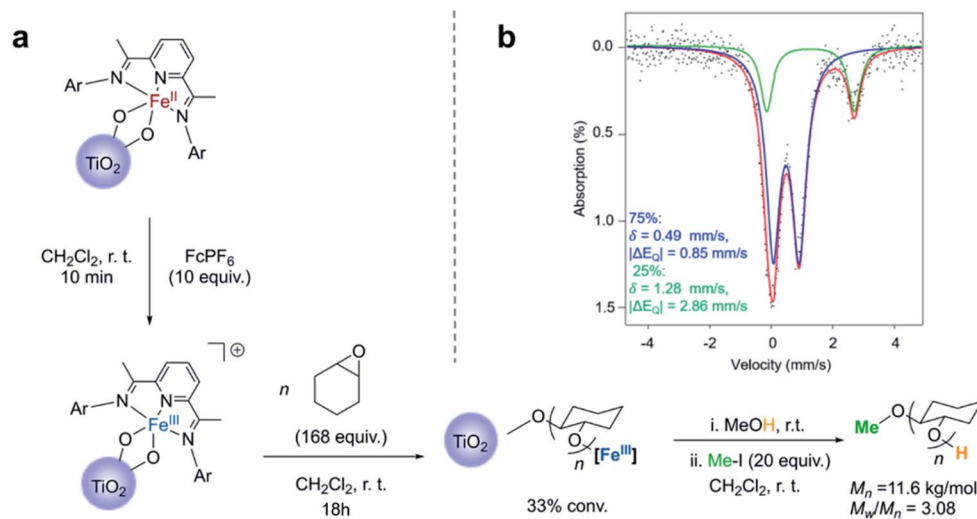 a
Ar
N
N
Fe^II
N
O
O
Ar
TiO₂
CH₂Cl₂, r. t.
10 min
FcPF₆
(10 equiv.)
⊕
Ar
N
N
Fe^III
N
O
O
Ar
TiO₂
n
O
(168 equiv.)
CH₂Cl₂, r. t.
18h
TiO₂
O
O
n
[Fe^III]
33% conv.
i. MeOH, r.t.
ii. Me-I (20 equiv.)
CH₂Cl₂, r. t.
Me
O
O
n
H
Mₙ =11.6 kg/mol
M_w/Mₙ = 3.08
b
Absorption (%)
0.0
0.5
1.0
1.5
75%:
δ = 0.49 mm/s,
|ΔE_Q| = 0.85 mm/s
25%:
δ = 1.28 mm/s,
|ΔE_Q| = 2.86 mm/s
-4 -2 0 2 4
Velocity (mm/s)